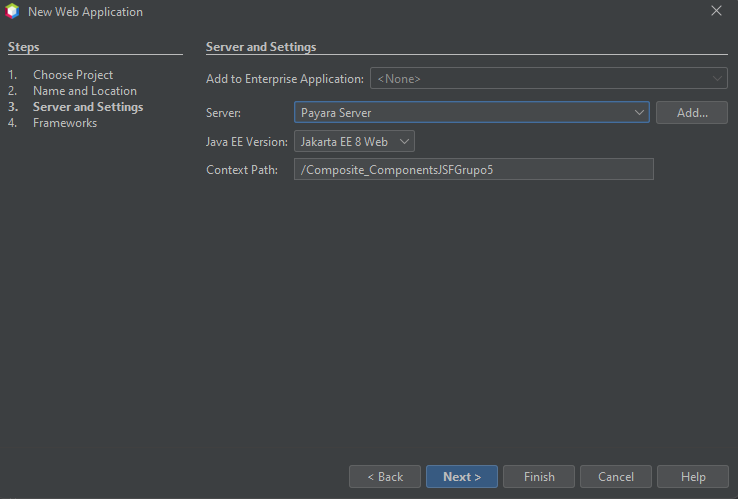 New Web Application
Steps
1. Choose Project
2. Name and Location
3. Server and Settings
4. Frameworks
Server and Settings
Add to Enterprise Application: <None>
Server: Payara Server Add...
Java EE Version: Jakarta EE 8 Web
Context Path: /Composite_ComponentsJSFGrupo5
< Back Next > Finish Cancel Help